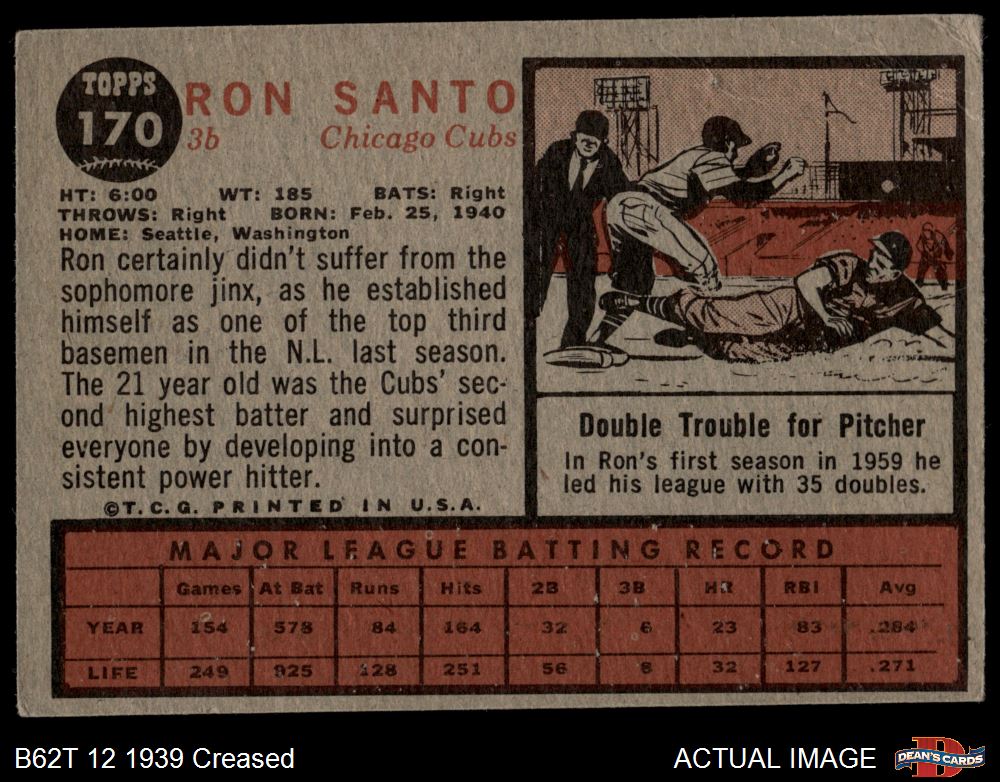 TOPPS
170
RON SANTO
3b Chicago Cubs
HT: 6:00 WT: 185 BATS: Right
THROWS: Right BORN: Feb. 25, 1940
HOME: Seattle, Washington
Ron certainly didn't suffer from the
sophomore jinx, as he established
himself as one of the top third
basemen in the N.L. last season.
The 21 year old was the Cubs' sec-
ond highest batter and surprised
everyone by developing into a con-
sistent power hitter.
©T.C.G. PRINTED IN U.S.A.
Double Trouble for Pitcher
In Ron's first season in 1959 he
led his league with 35 doubles.
MAJOR LEAGUE BATTING RECORD
Games At Bat Runs Hits 2B 3B HR RBI Avg
YEAR 154 578 84 164 32 6 23 83 .284
LIFE 249 925 128 251 56 8 32 127 .271
B62T 12 1939 Creased
ACTUAL IMAGE
D
DEAN'S CARDS